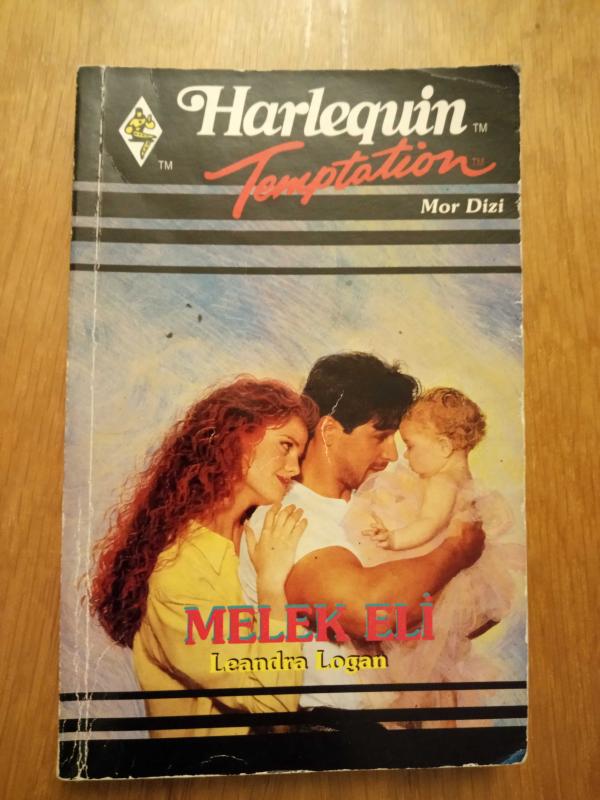 Harlequin TM
TM
Temptation TM
Mor Dizi
MELEK ELİ
Leandra Logan